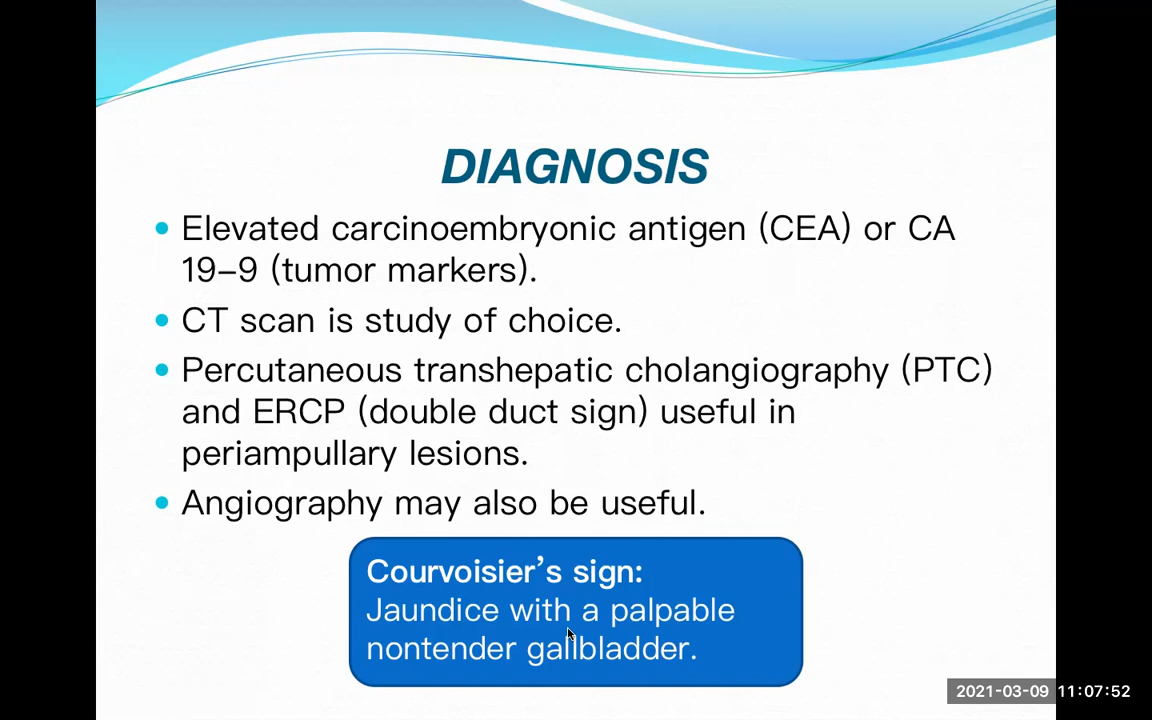 DIAGNOSIS
• Elevated carcinoembryonic antigen (CEA) or CA
19–9 (tumor markers).
• CT scan is study of choice.
• Percutaneous transhepatic cholangiography (PTC)
and ERCP (double duct sign) useful in
periampullary lesions.
• Angiography may also be useful.
Courvoisier’s sign:
Jaundice with a palpable
nontender gallbladder.
2021-03-09 11:07:52